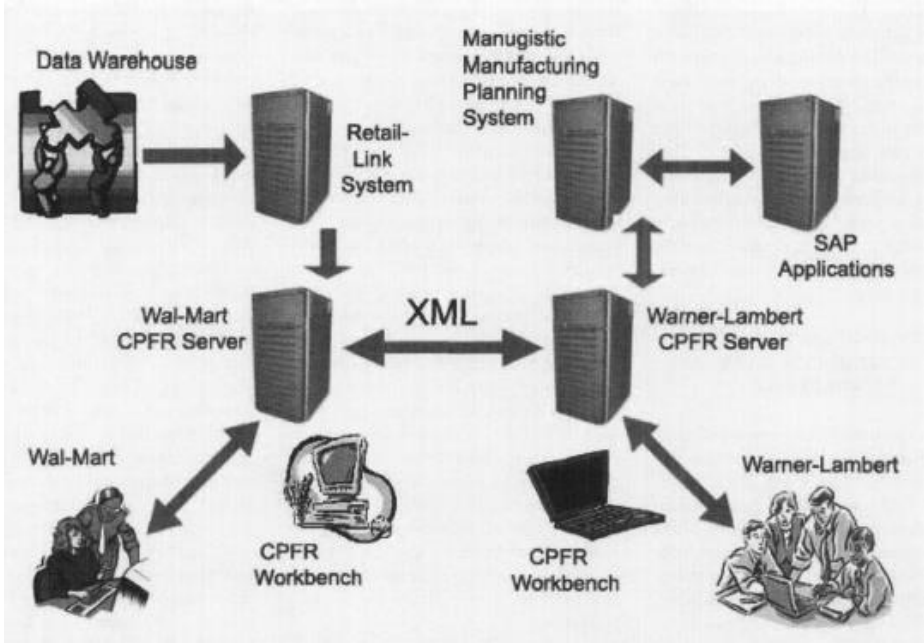 Data Warehouse
Retail-
Link
System
Manugistic
Manufacturing
Planning
System
SAP
Applications
Wal-Mart
CPFR Server
XML
Warner-Lambert
CPFR Server
Wal-Mart
CPFR
Workbench
CPFR
Workbench
Warner-Lambert